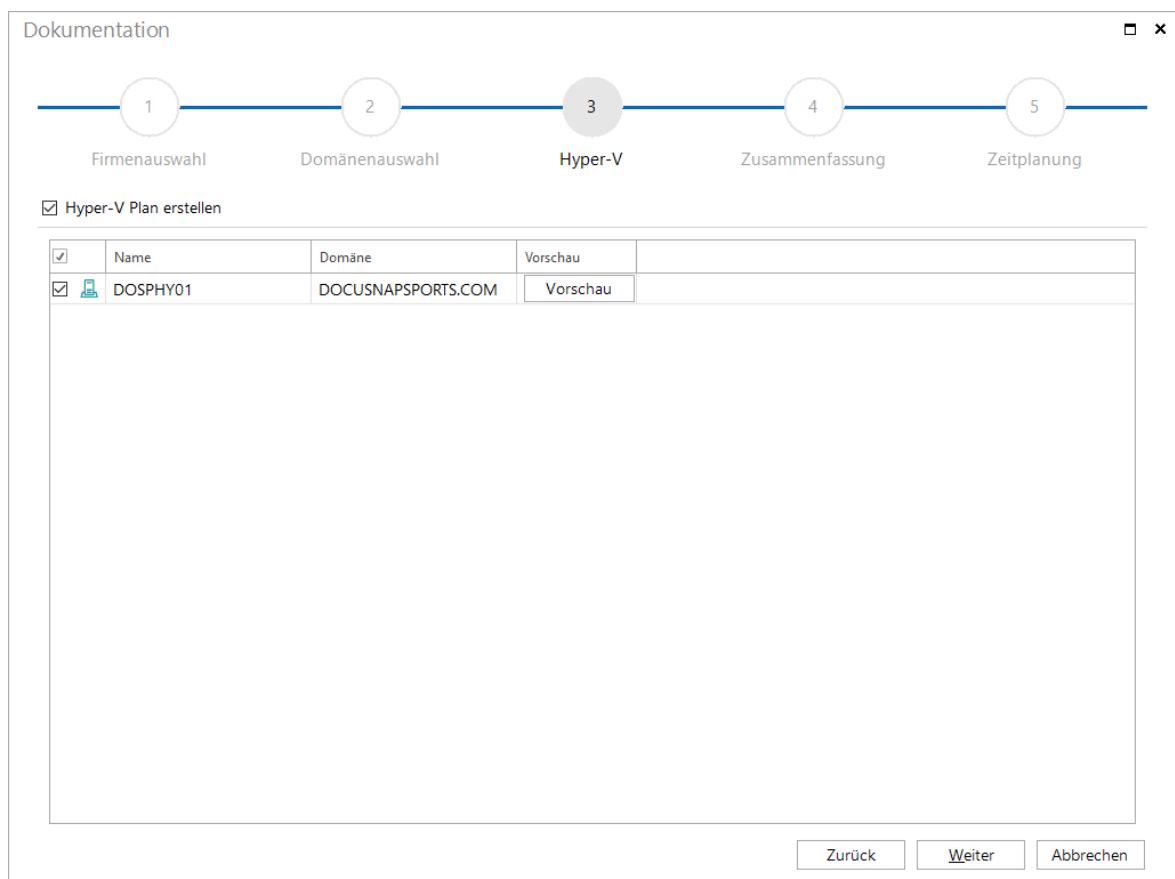 Dokumentation
1 2 3 4 5
Firmenauswahl Domänenauswahl Hyper-V Zusammenfassung Zeitplanung
Hyper-V Plan erstellen
Name Domäne Vorschau
DOSPHY01 DOCUSNAPSPORTS.COM Vorschau
Zurück Weiter Abbrechen